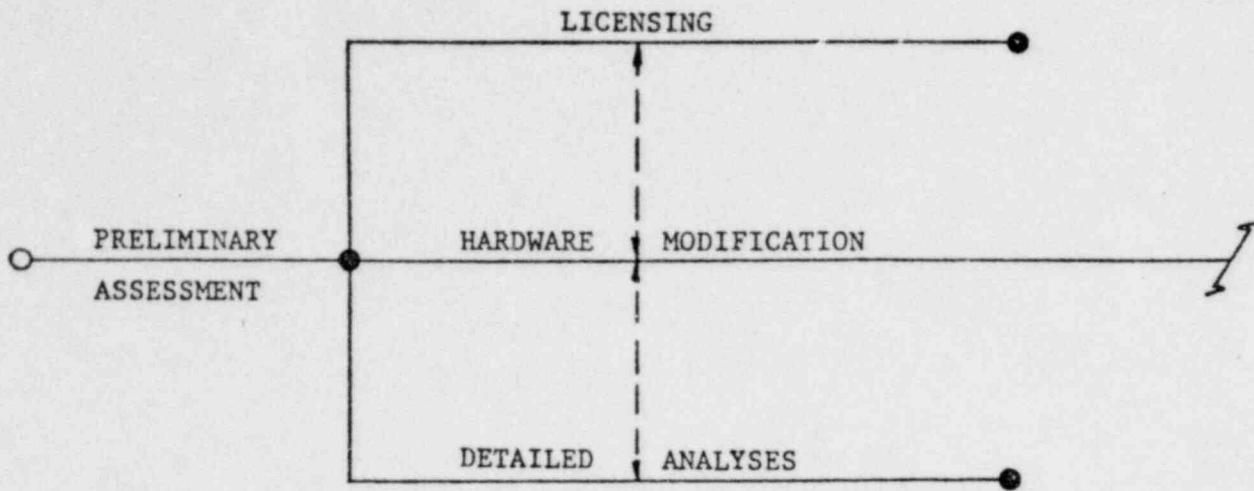 LICENSING
PRELIMINARY
ASSESSMENT
HARDWARE MODIFICATION
DETAILED ANALYSES